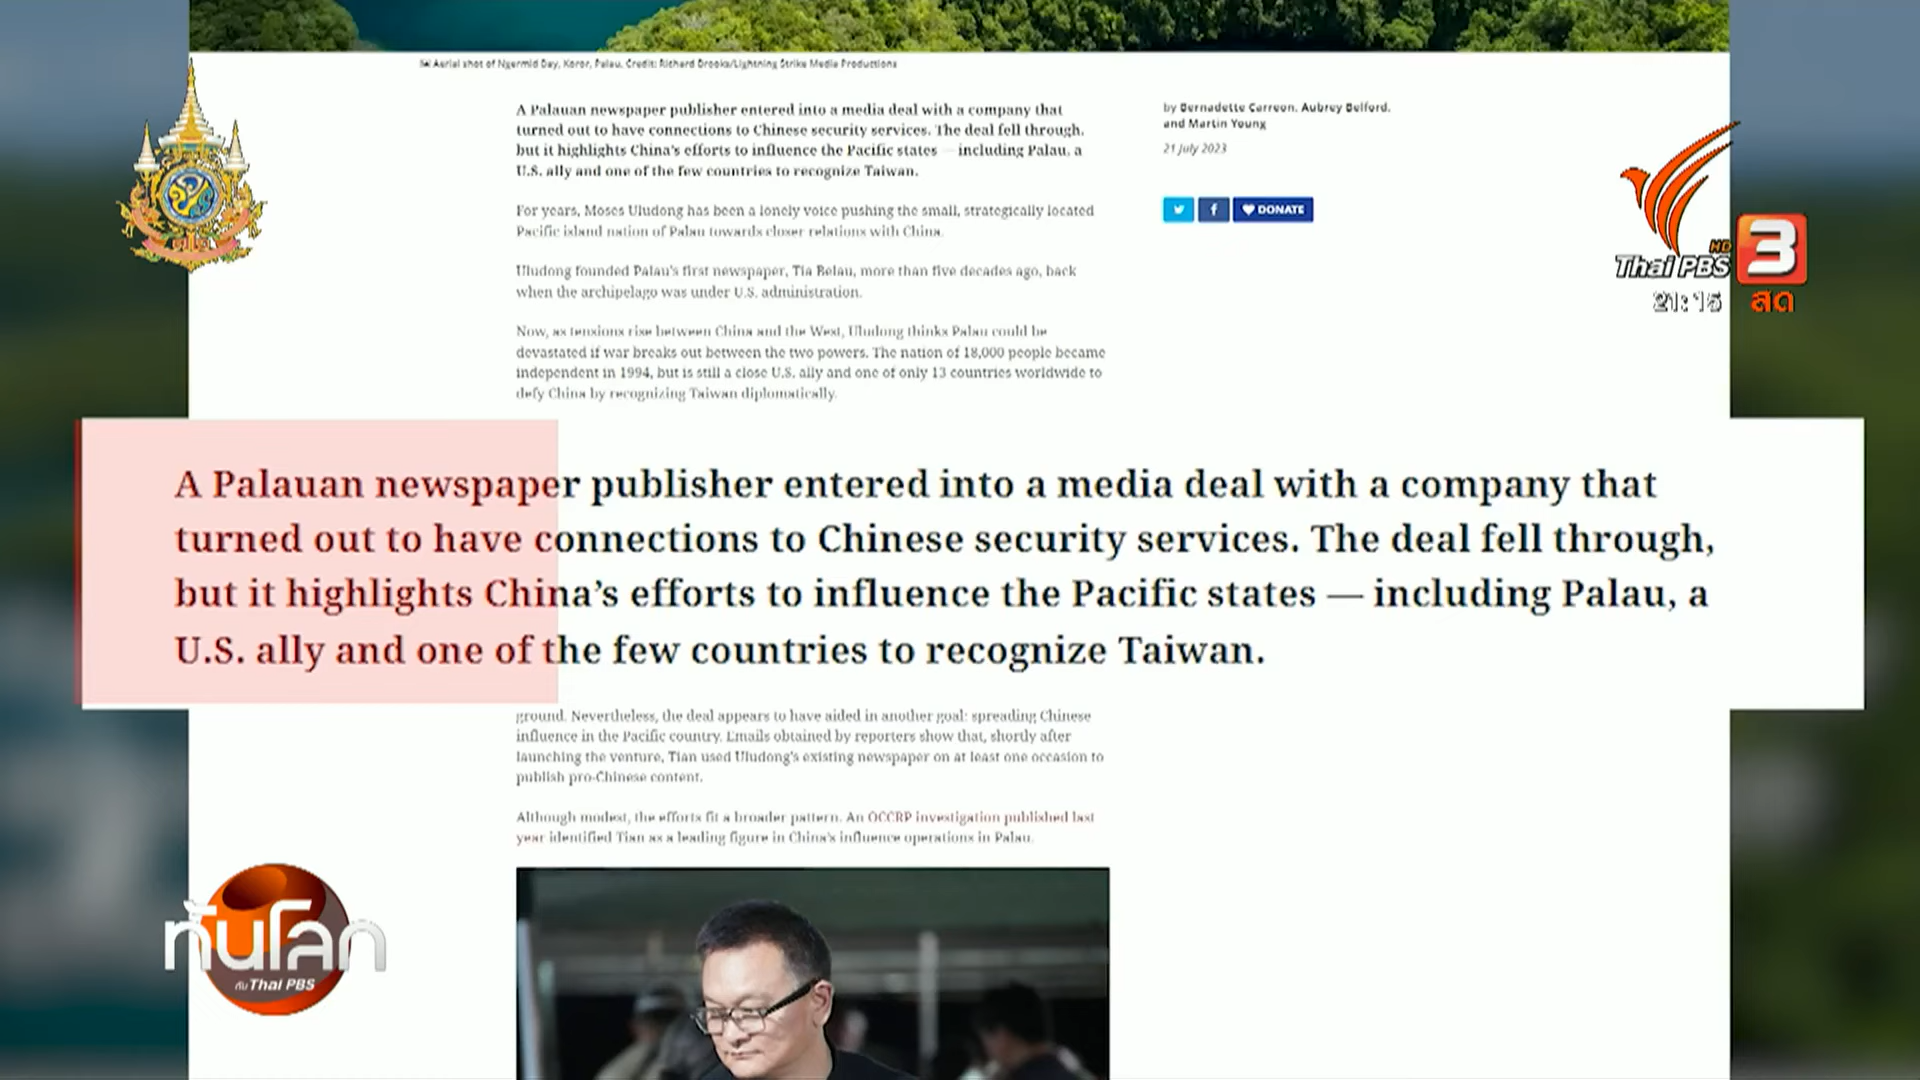 Aerial shot of Ngermid Bay, Koror, Palau. Credit: Richard Brooks/Lightning Strike Media Productions
A Palauan newspaper publisher entered into a media deal with a company that
turned out to have connections to Chinese security services. The deal fell through,
but it highlights China's efforts to influence the Pacific states — including Palau, a
U.S. ally and one of the few countries to recognize Taiwan.
by Bernadette Carreon, Aubrey Belford,
and Martin Young
21 July 2023
DONATE
For years, Moses Uludong has been a lonely voice pushing the small, strategically located
Pacific island nation of Palau towards closer relations with China.
Uludong founded Palau's first newspaper, Tia Belau, more than five decades ago, back
when the archipelago was under U.S. administration.
Now, as tensions rise between China and the West, Uludong thinks Palau could be
devastated if war breaks out between the two powers. The nation of 18,000 people became
independent in 1994, but is still a close U.S. ally and one of only 13 countries worldwide to
defy China by recognizing Taiwan diplomatically.
HD
Thai PBS 3
21:15 สด
A Palauan newspaper publisher entered into a media deal with a company that
turned out to have connections to Chinese security services. The deal fell through,
but it highlights China's efforts to influence the Pacific states — including Palau, a
U.S. ally and one of the few countries to recognize Taiwan.
ground. Nevertheless, the deal appears to have aided in another goal: spreading Chinese
influence in the Pacific country. Emails obtained by reporters show that, shortly after
launching the venture, Tian used Uludong's existing newspaper on at least one occasion to
publish pro-Chinese content.
Although modest, the efforts fit a broader pattern. An OCCRP investigation published last
year identified Tian as a leading figure in China's influence operations in Palau.
ทันโลก
กับ Thai PBS